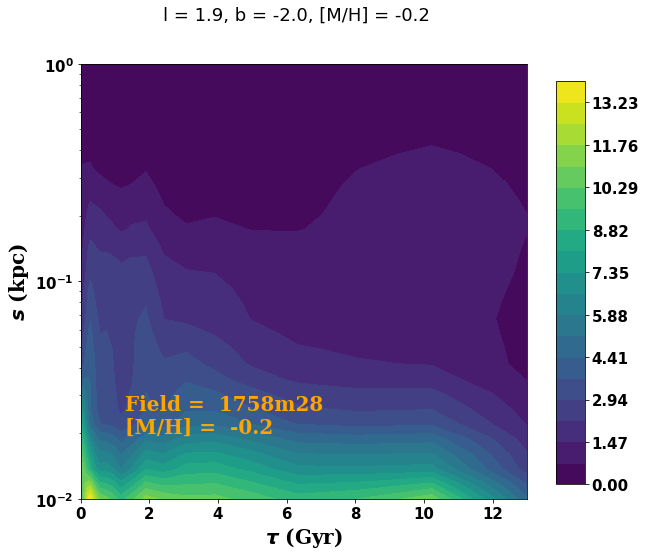 l = 1.9, b = -2.0, [M/H] = -0.2
10⁰
10⁻¹
10⁻²
s (kpc)
Field =  1758m28
[M/H] =  -0.2
0 2 4 6 8 10 12
τ (Gyr)
13.23
11.76
10.29
8.82
7.35
5.88
4.41
2.94
1.47
0.00